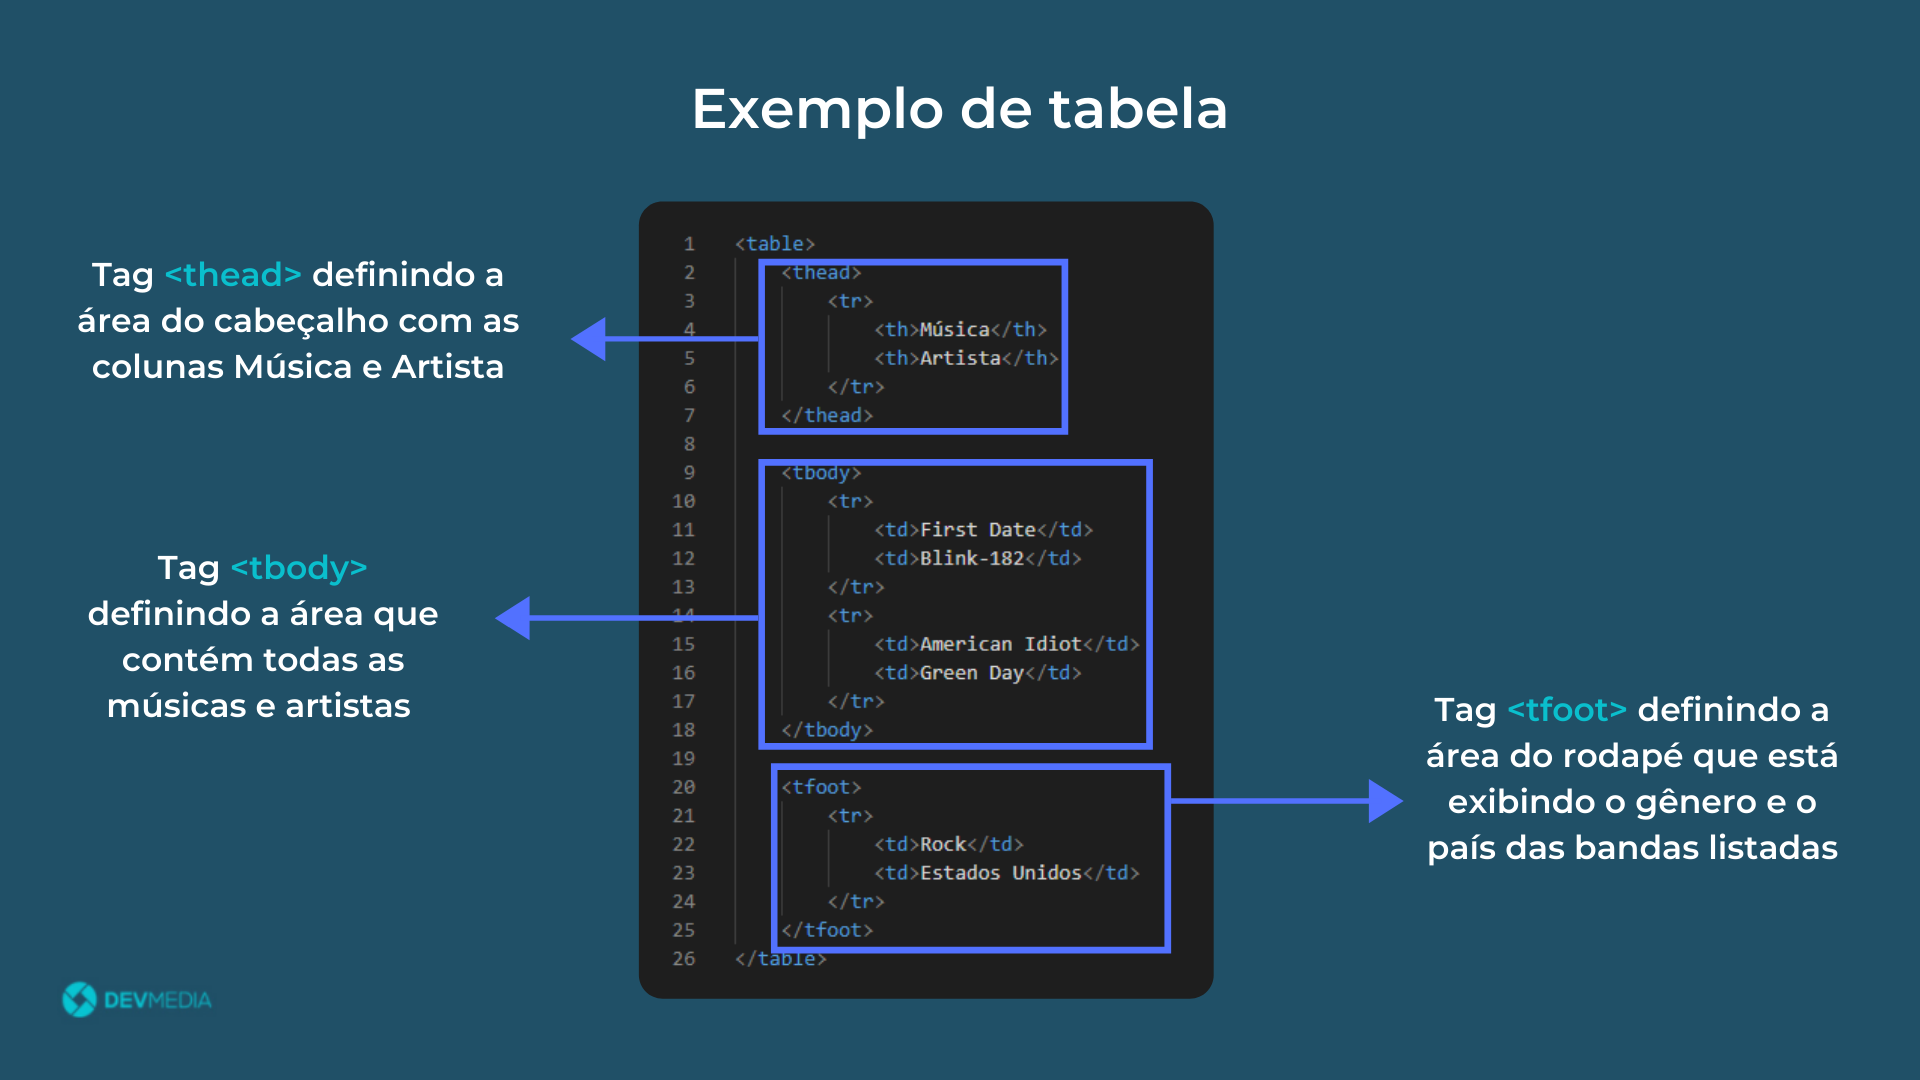 Exemplo de tabela
Tag <thead> definindo a
área do cabeçalho com as
colunas Música e Artista
Tag <tbody>
definindo a área que
contém todas as
músicas e artistas
1 <table>
2 <thead>
3 <tr>
4 <th>Música</th>
5 <th>Artista</th>
6 </tr>
7 </thead>
8
9 <tbody>
10 <tr>
11 <td>First Date</td>
12 <td>Blink-182</td>
13 </tr>
14 <tr>
15 <td>American Idiot</td>
16 <td>Green Day</td>
17 </tr>
18 </tbody>
19
20 <tfoot>
21 <tr>
22 <td>Rock</td>
23 <td>Estados Unidos</td>
24 </tr>
25 </tfoot>
26 </table>
Tag <tfoot> definindo a
área do rodapé que está
exibindo o gênero e o
país das bandas listadas
DEVMEDIA